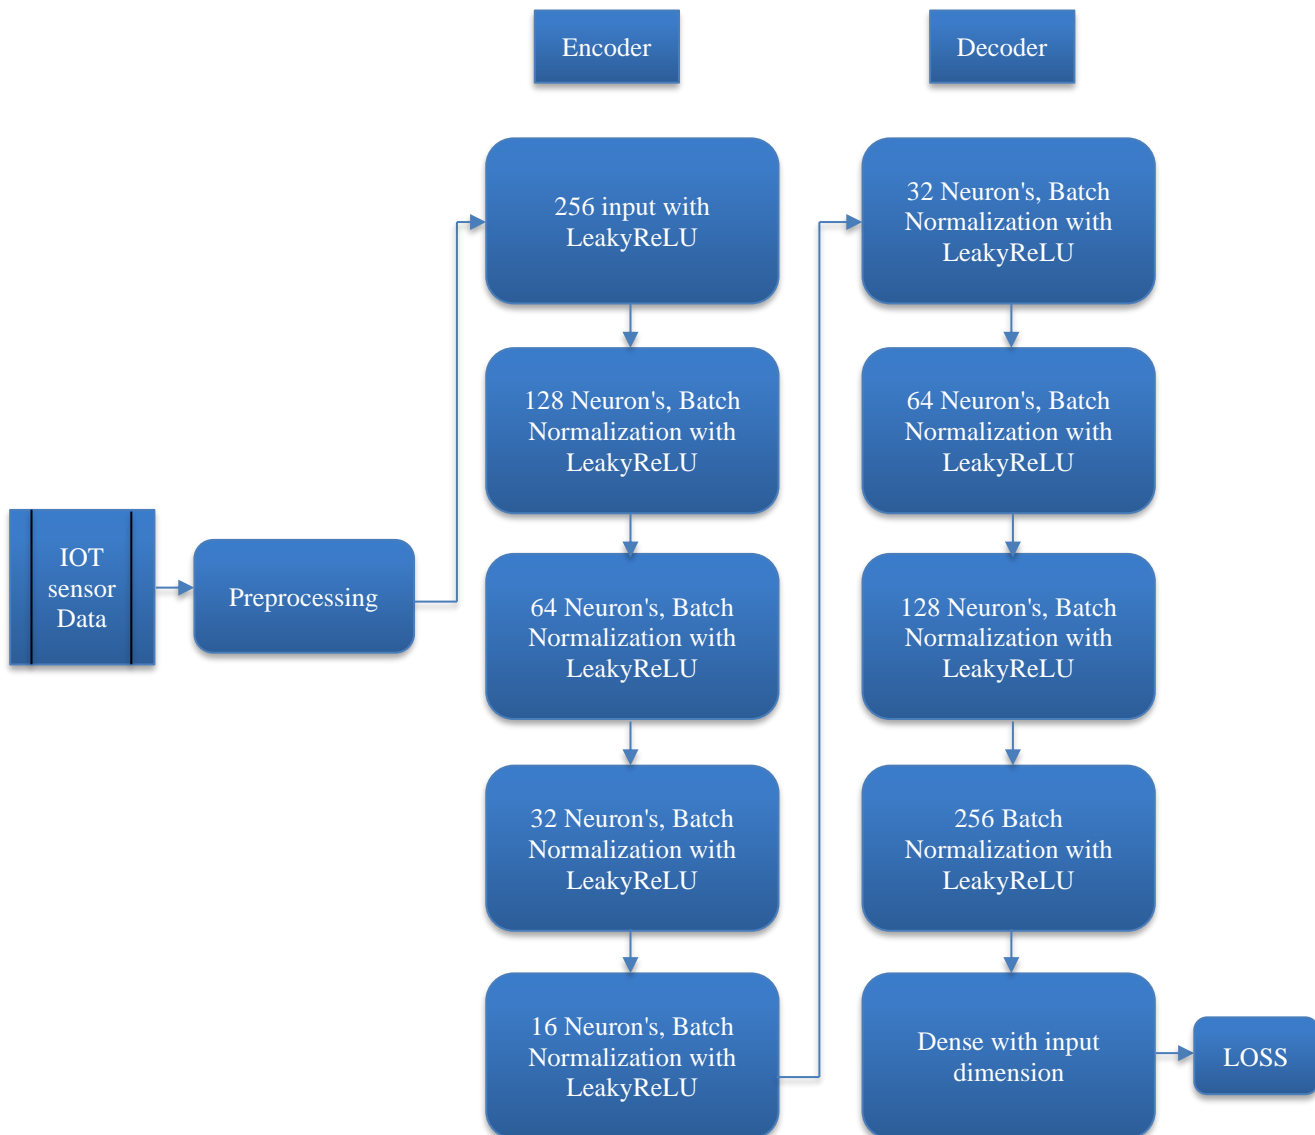 Encoder
Decoder
IOT
sensor
Data
Preprocessing
256 input with
LeakyReLU
128 Neuron's, Batch
Normalization with
LeakyReLU
64 Neuron's, Batch
Normalization with
LeakyReLU
32 Neuron's, Batch
Normalization with
LeakyReLU
16 Neuron's, Batch
Normalization with
LeakyReLU
32 Neuron's, Batch
Normalization with
LeakyReLU
64 Neuron's, Batch
Normalization with
LeakyReLU
128 Neuron's, Batch
Normalization with
LeakyReLU
256 Batch
Normalization with
LeakyReLU
Dense with input
dimension
LOSS